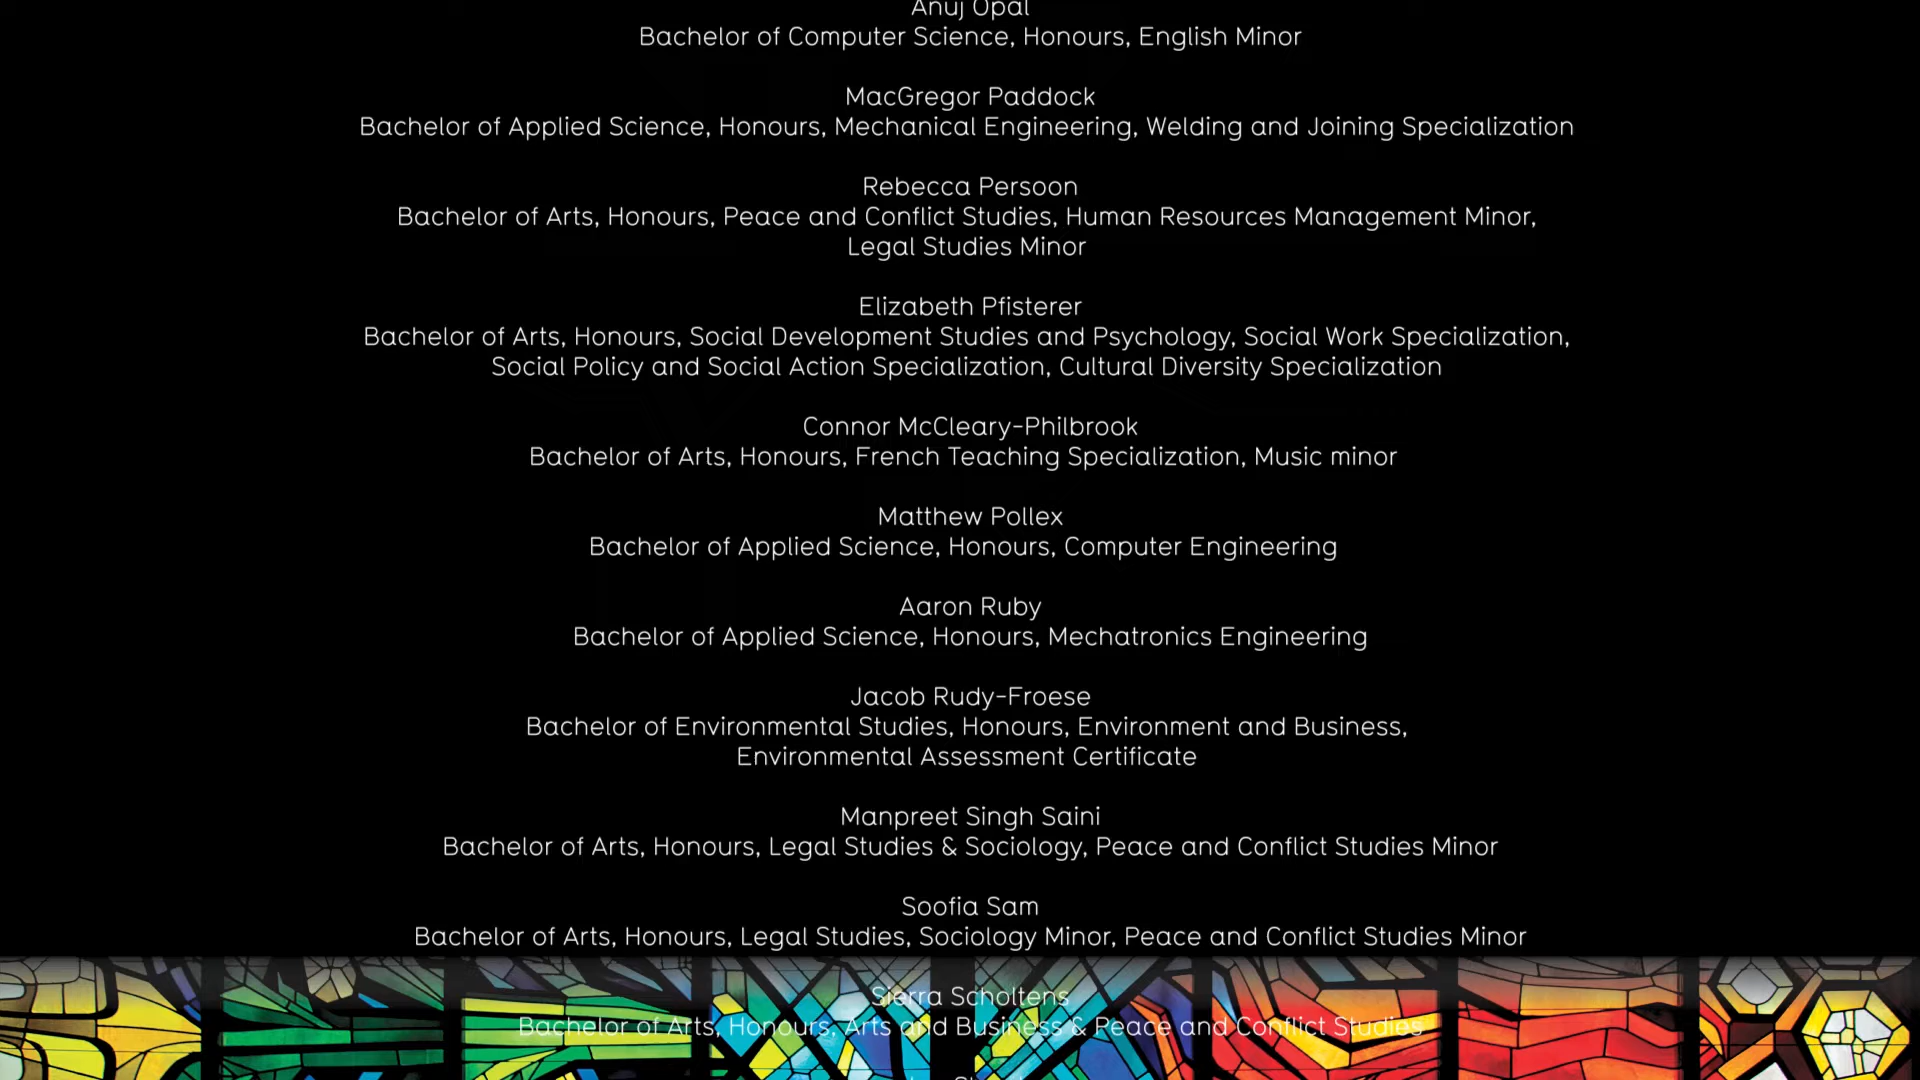 Anuj Opal
Bachelor of Computer Science, Honours, English Minor
MacGregor Paddock
Bachelor of Applied Science, Honours, Mechanical Engineering, Welding and Joining Specialization
Rebecca Persoon
Bachelor of Arts, Honours, Peace and Conflict Studies, Human Resources Management Minor,
Legal Studies Minor
Elizabeth Pfisterer
Bachelor of Arts, Honours, Social Development Studies and Psychology, Social Work Specialization,
Social Policy and Social Action Specialization, Cultural Diversity Specialization
Connor McCleary-Philbrook
Bachelor of Arts, Honours, French Teaching Specialization, Music minor
Matthew Pollex
Bachelor of Applied Science, Honours, Computer Engineering
Aaron Ruby
Bachelor of Applied Science, Honours, Mechatronics Engineering
Jacob Rudy-Froese
Bachelor of Environmental Studies, Honours, Environment and Business,
Environmental Assessment Certificate
Manpreet Singh Saini
Bachelor of Arts, Honours, Legal Studies & Sociology, Peace and Conflict Studies Minor
Soofia Sam
Bachelor of Arts, Honours, Legal Studies, Sociology Minor, Peace and Conflict Studies Minor
Sierra Scholtens
Bachelor of Arts, Honours, Arts and Business & Peace and Conflict Studies